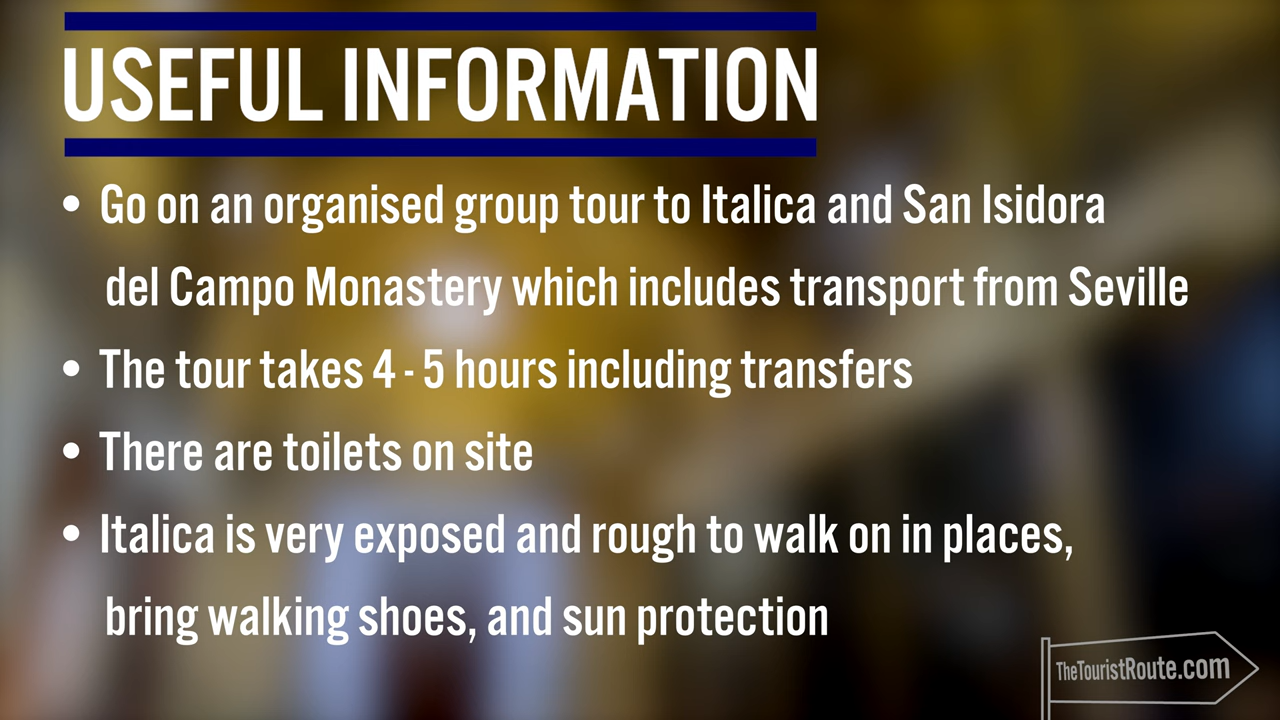 USEFUL INFORMATION
• Go on an organised group tour to Italica and San Isidora
del Campo Monastery which includes transport from Seville
• The tour takes 4 - 5 hours including transfers
• There are toilets on site
• Italica is very exposed and rough to walk on in places,
bring walking shoes, and sun protection
TheTouristRoute.com